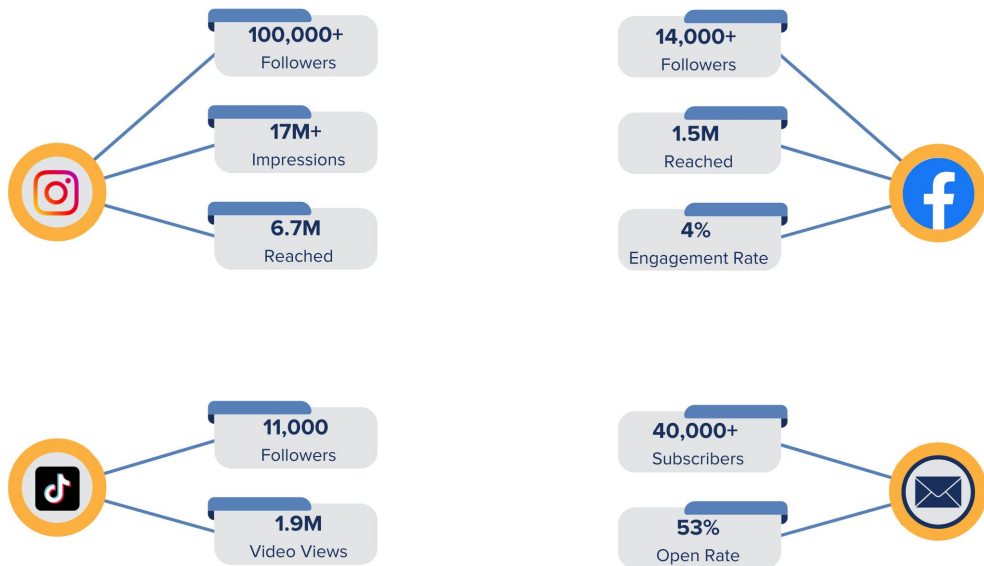 100,000+
Followers
17M+
Impressions
6.7M
Reached
14,000+
Followers
1.5M
Reached
4%
Engagement Rate
11,000
Followers
1.9M
Video Views
40,000+
Subscribers
53%
Open Rate